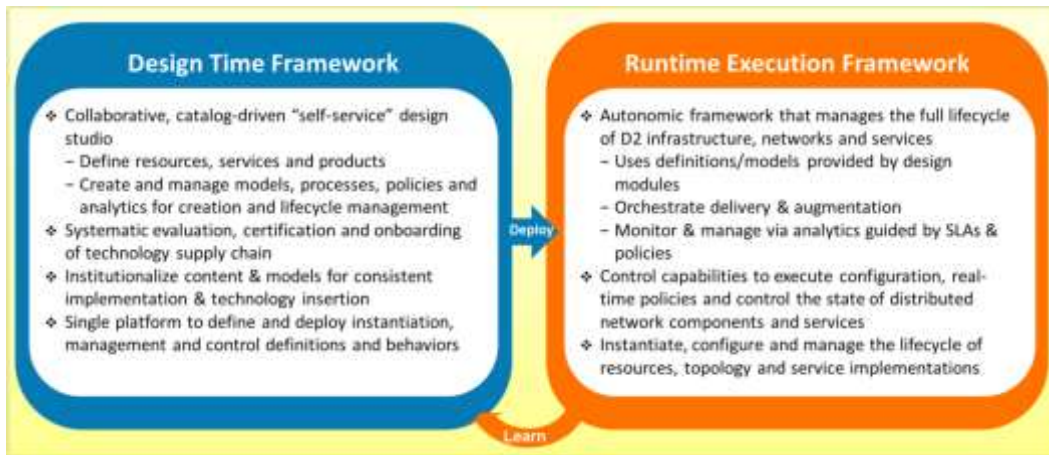 Design Time Framework
❖ Collaborative, catalog-driven “self-service” design
studio
– Define resources, services and products
– Create and manage models, processes, policies and
analytics for creation and lifecycle management
❖ Systematic evaluation, certification and onboarding
of technology supply chain
❖ Institutionalize content & models for consistent
implementation & technology insertion
❖ Single platform to define and deploy instantiation,
management and control definitions and behaviors
Deploy
Runtime Execution Framework
❖ Autonomic framework that manages the full lifecycle
of D2 infrastructure, networks and services
– Uses definitions/models provided by design
modules
– Orchestrate delivery & augmentation
– Monitor & manage via analytics guided by SLAs &
policies
❖ Control capabilities to execute configuration, real-
time policies and control the state of distributed
network components and services
❖ Instantiate, configure and manage the lifecycle of
resources, topology and service implementations
Learn